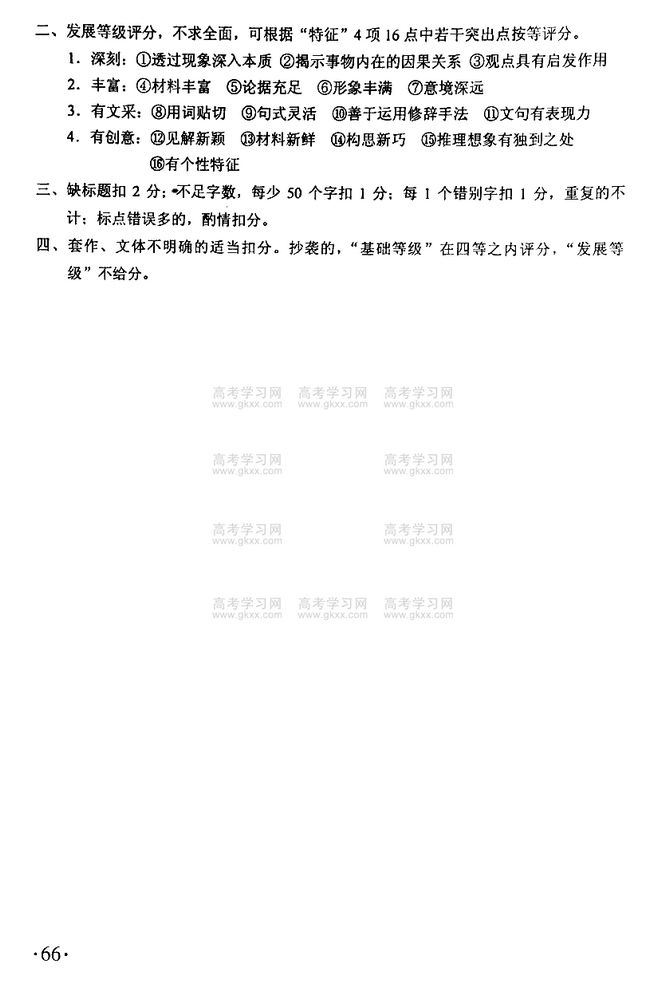 二、发展等级评分，不求全面，可根据“特征”4 项 16 点中若干突出点按等评分。
1．深刻：①透过现象深入本质 ②揭示事物内在的因果关系 ③观点具有启发作用
2．丰富：④材料丰富 ⑤论据充足 ⑥形象丰满 ⑦意境深远
3．有文采：⑧用词贴切 ⑨句式灵活 ⑩善于运用修辞手法 ⑪文句有表现力
4．有创意：⑫见解新颖 ⑬材料新鲜 ⑭构思新巧 ⑮推理想象有独到之处
⑯有个性特征
三、缺标题扣 2 分；不足字数，每少 50 个字扣 1 分；每 1 个错别字扣 1 分，重复的不
计；标点错误多的，酌情扣分。
四、套作、文体不明确的适当扣分。抄袭的，“基础等级”在四等之内评分，“发展等
级”不给分。
高考学习网 高考学习网 高考学习网
www.gkxx.com www.gkxx.com www.gkxx.com
高考学习网 高考学习网
www.gkxx.com www.gkxx.com
高考学习网 高考学习网
www.gkxx.com www.gkxx.com
高考学习网 高考学习网 高考学习网
www.gkxx.com www.gkxx.com www.gkxx.com
·66·